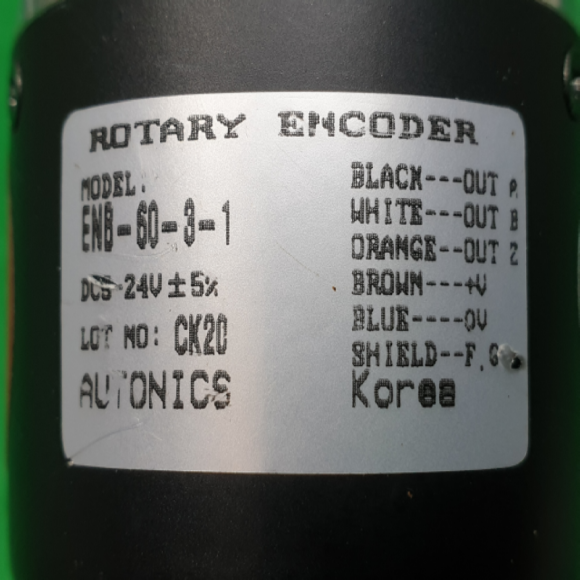 ROTARY ENCODER
MODEL:
ENB-60-3-1
DC5-24V ±5%
LOT NO: CK20
AUTONICS
BLACK---OUT A
WHITE---OUT B
ORANGE--OUT Z
BROWN---+V
BLUE----0V
SHIELD--F.G
Korea